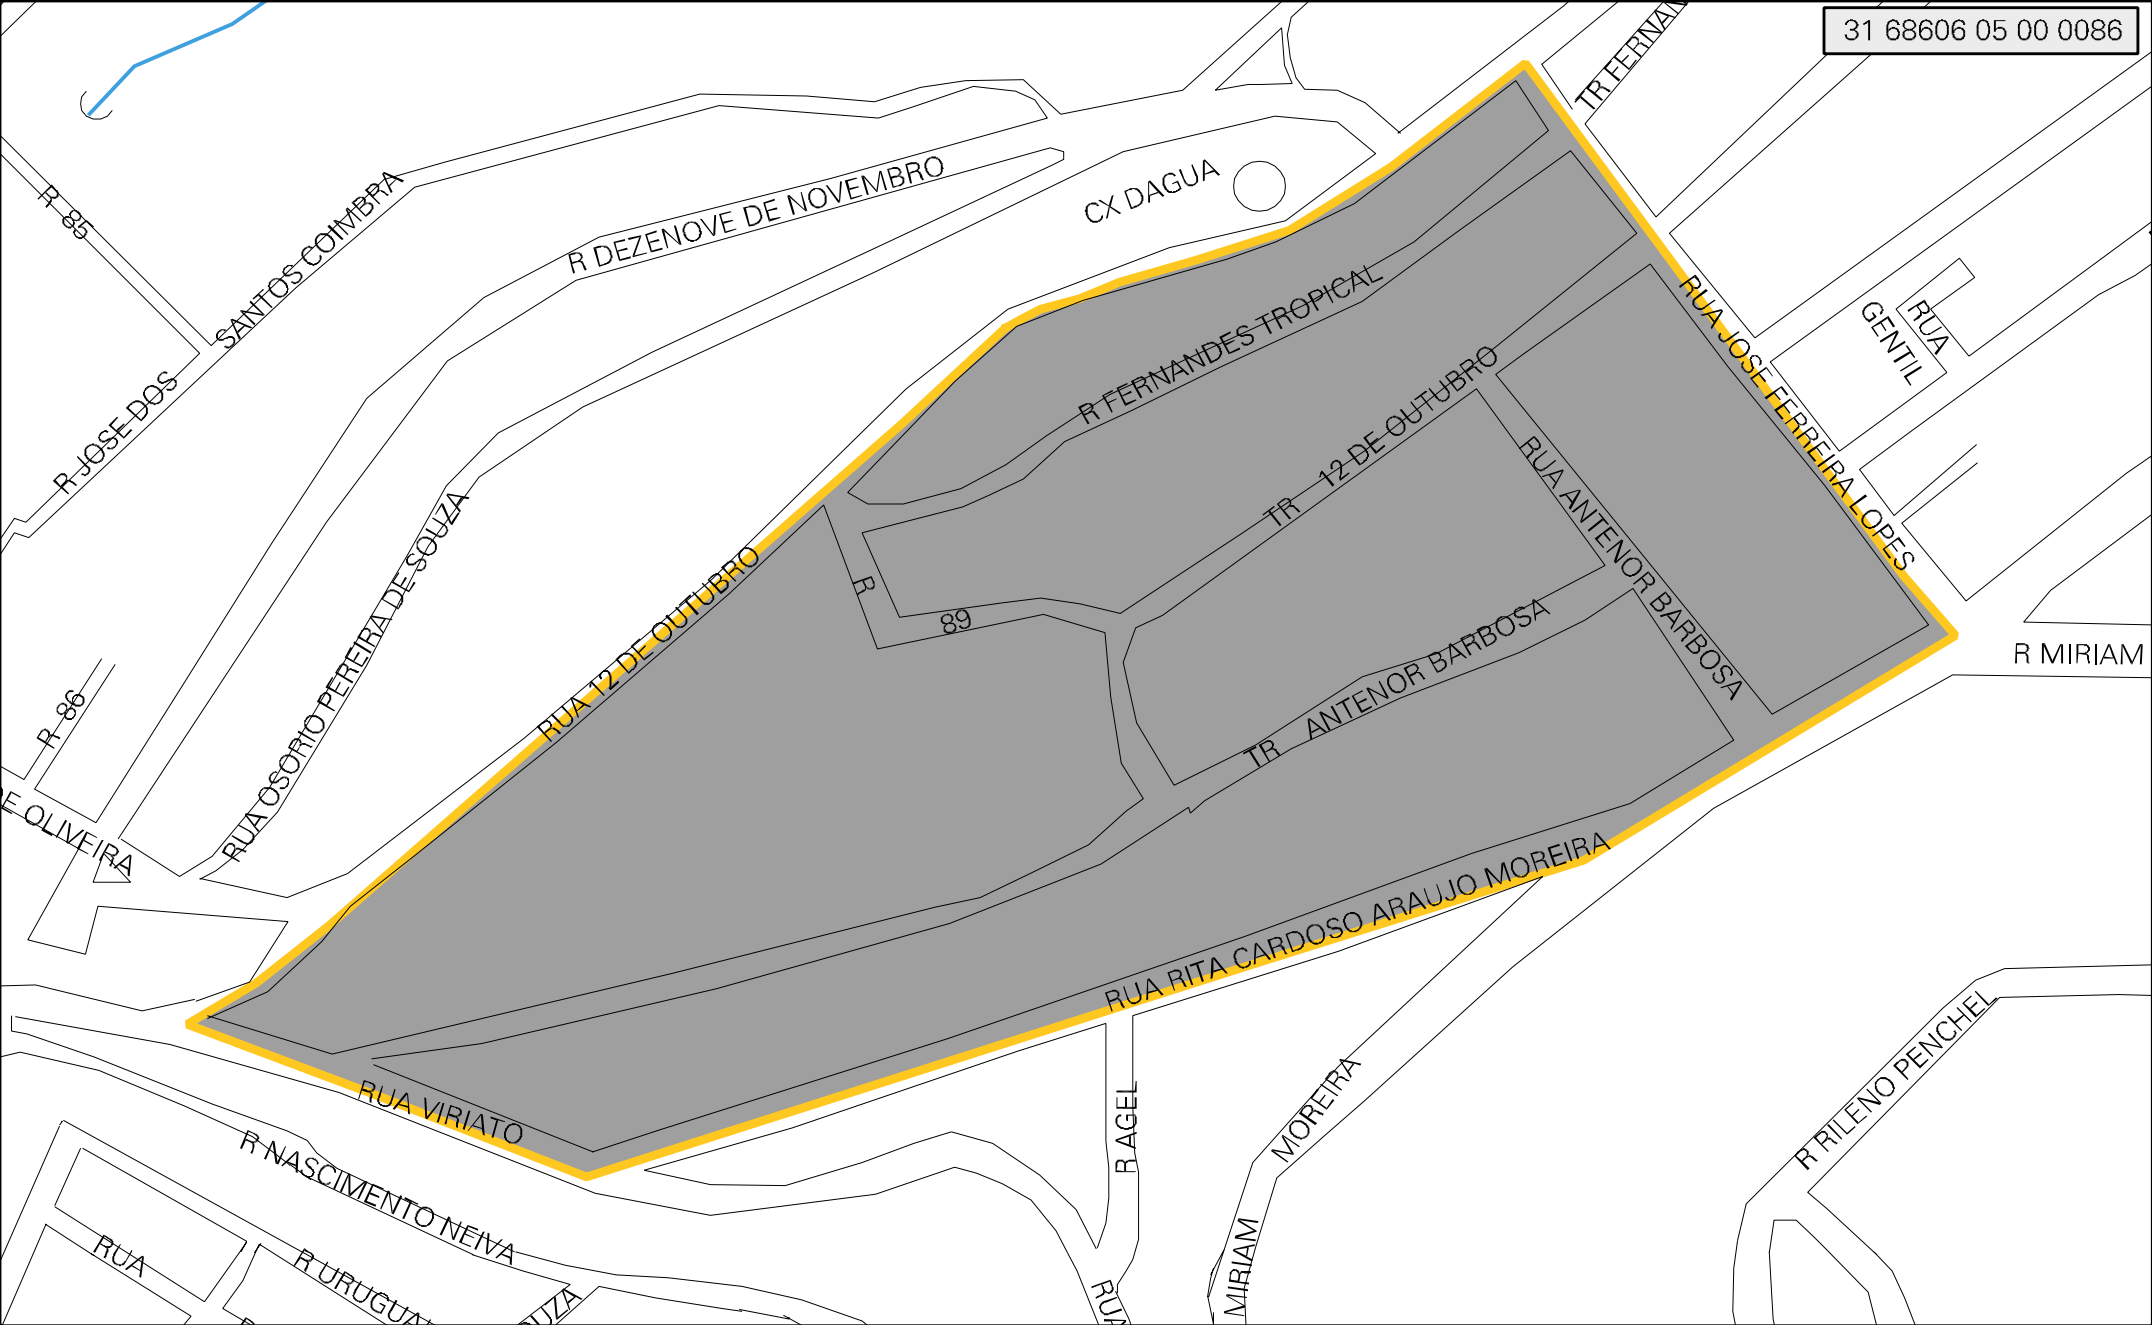 31 68606 05 00 0086
TR FERNAN
R 85
SANTOS COIMBRA
R JOSE DOS
R DEZENOVE DE NOVEMBRO
CX DAGUA
R FERNANDES TROPICAL
RUA JOSE FERREIRA LOPES
RUA
GENTIL
TR 12 DE OUTUBRO
RUA ANTENOR BARBOSA
RUA OSORIO PEREIRA DE SOUZA
RUA 12 DE OUTUBRO
R 89
TR ANTENOR BARBOSA
R MIRIAM
R 86
DE OLIVEIRA
RUA RITA CARDOSO ARAUJO MOREIRA
RUA VIRIATO
R AGEL
MIRIAM MOREIRA
R RILENO PENCHEL
R NASCIMENTO NEIVA
RUA
R URUGUAI
OUZA
RUA